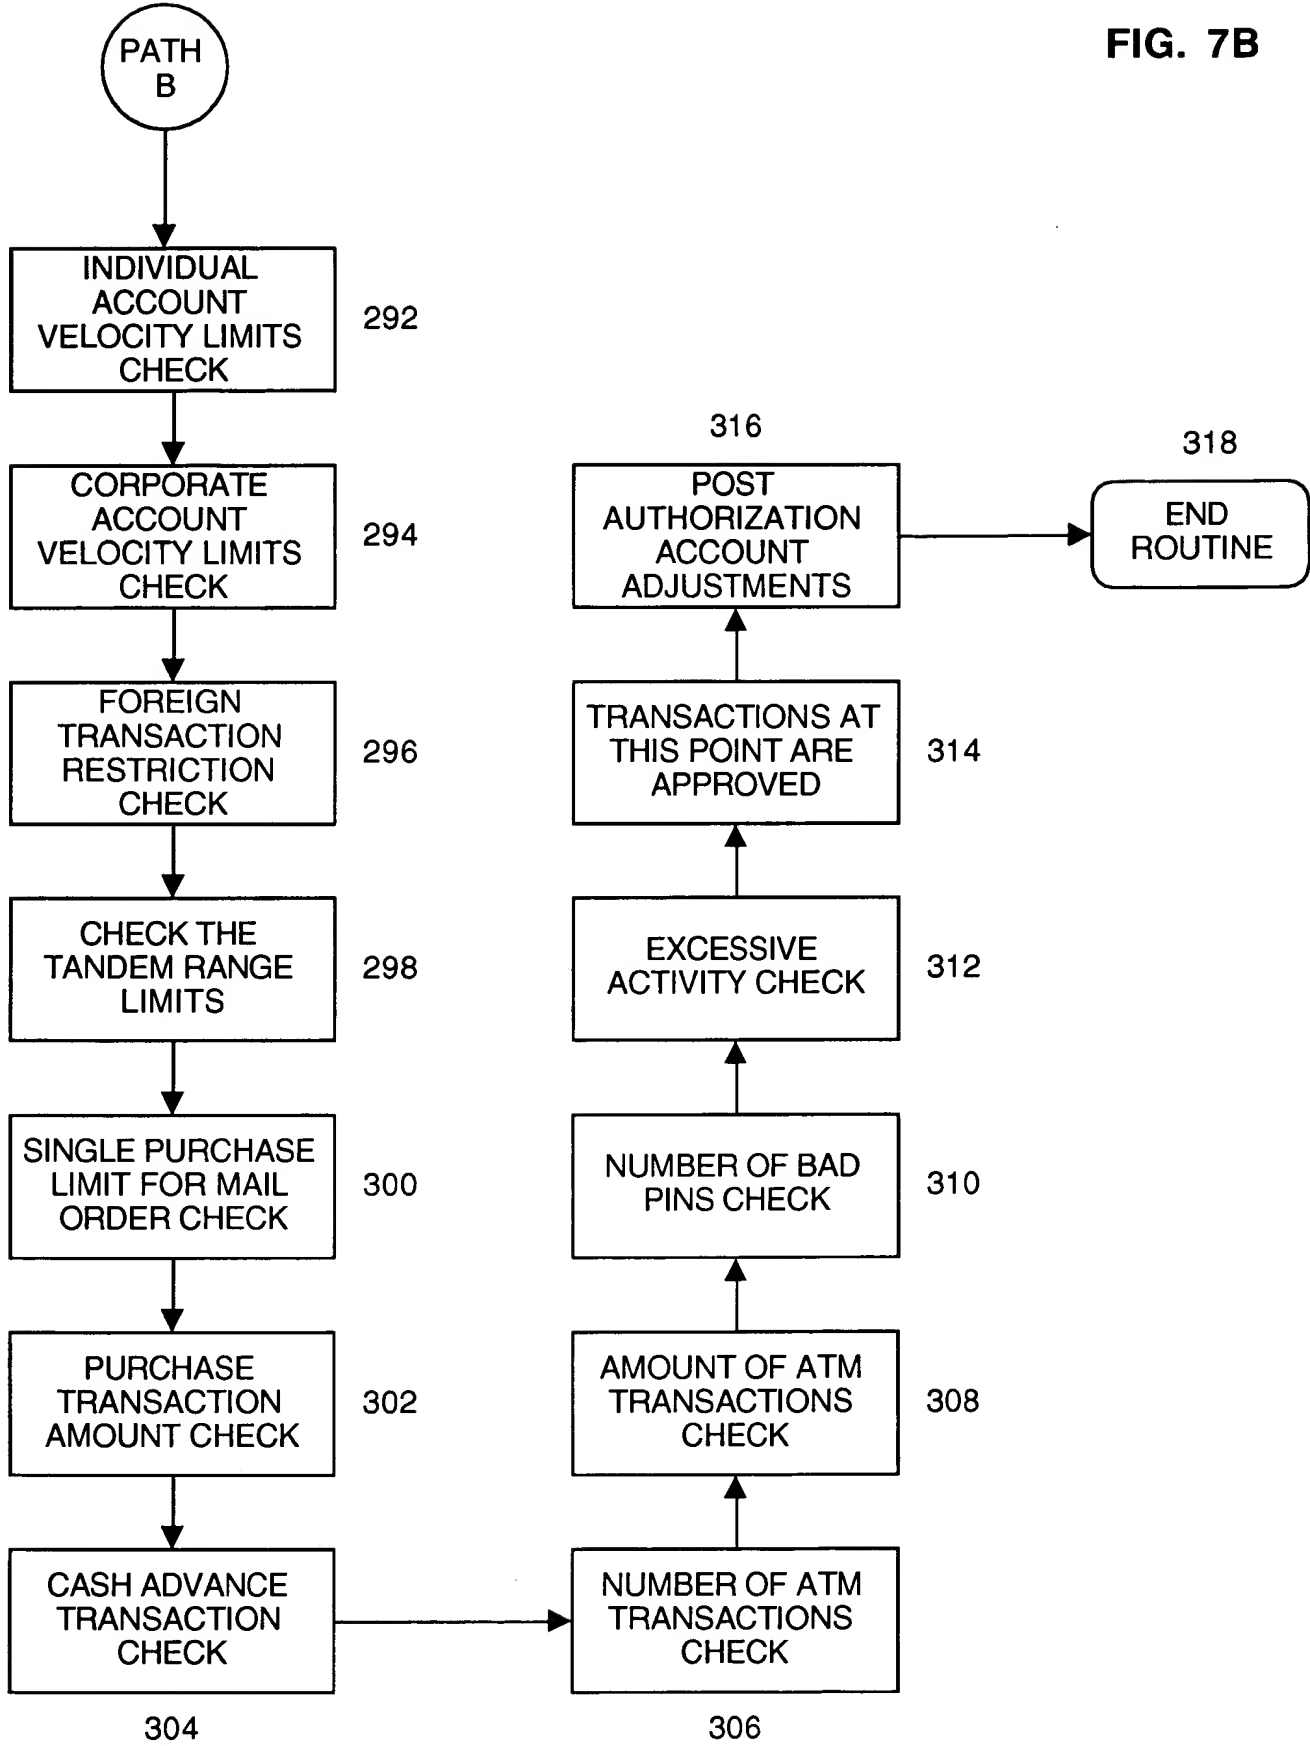 FIG. 7B
PATH
B
INDIVIDUAL
ACCOUNT
VELOCITY LIMITS
CHECK
292
CORPORATE
ACCOUNT
VELOCITY LIMITS
CHECK
294
FOREIGN
TRANSACTION
RESTRICTION
CHECK
296
CHECK THE
TANDEM RANGE
LIMITS
298
SINGLE PURCHASE
LIMIT FOR MAIL
ORDER CHECK
300
PURCHASE
TRANSACTION
AMOUNT CHECK
302
CASH ADVANCE
TRANSACTION
CHECK
304
NUMBER OF ATM
TRANSACTIONS
CHECK
306
AMOUNT OF ATM
TRANSACTIONS
CHECK
308
NUMBER OF BAD
PINS CHECK
310
EXCESSIVE
ACTIVITY CHECK
312
TRANSACTIONS AT
THIS POINT ARE
APPROVED
314
316
POST
AUTHORIZATION
ACCOUNT
ADJUSTMENTS
318
END
ROUTINE